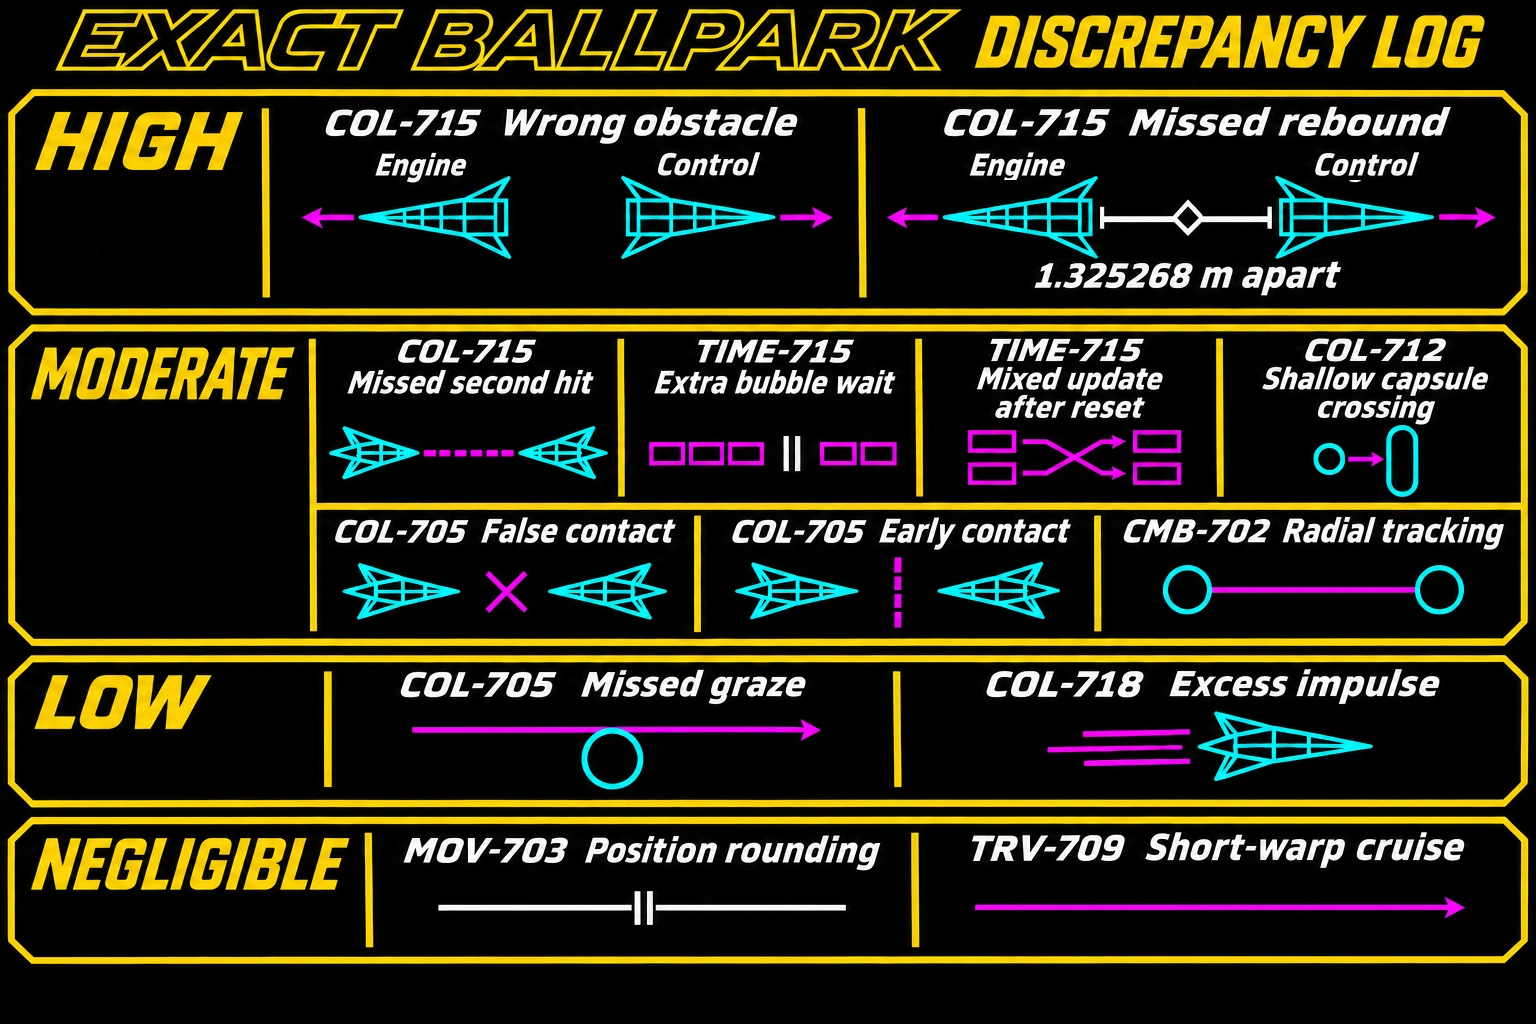 EXACT BALLPARK DISCREPANCY LOG
HIGH
COL-715 Wrong obstacle
Engine
Control
COL-715 Missed rebound
Engine
Control
1.325268 m apart
MODERATE
COL-715
Missed second hit
TIME-715
Extra bubble wait
TIME-715
Mixed update
after reset
COL-712
Shallow capsule
crossing
COL-705 False contact
COL-705 Early contact
CMB-702 Radial tracking
LOW
COL-705 Missed graze
COL-718 Excess impulse
NEGLIGIBLE
MOV-703 Position rounding
TRV-709 Short-warp cruise